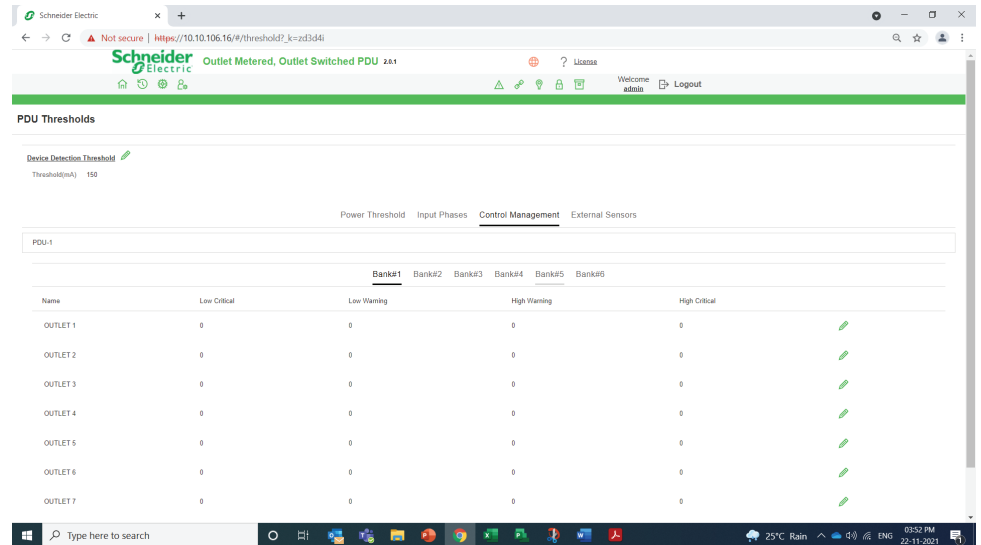 Schneider Electric
Not secure | https://10.10.106.16/#/threshold?_k=zd3d4i
Schneider Electric Outlet Metered, Outlet Switched PDU 2.0.1 ? License
Welcome admin Logout
PDU Thresholds
Device Detection Threshold
Threshold(mA) 150
Power Threshold Input Phases Control Management External Sensors
PDU-1
Bank#1 Bank#2 Bank#3 Bank#4 Bank#5 Bank#6
Name Low Critical Low Warning High Warning High Critical
OUTLET 1 0 0 0 0
OUTLET 2 0 0 0 0
OUTLET 3 0 0 0 0
OUTLET 4 0 0 0 0
OUTLET 5 0 0 0 0
OUTLET 6 0 0 0 0
OUTLET 7 0 0 0 0
Type here to search 25°C Rain ENG 03:52 PM
22-11-2021